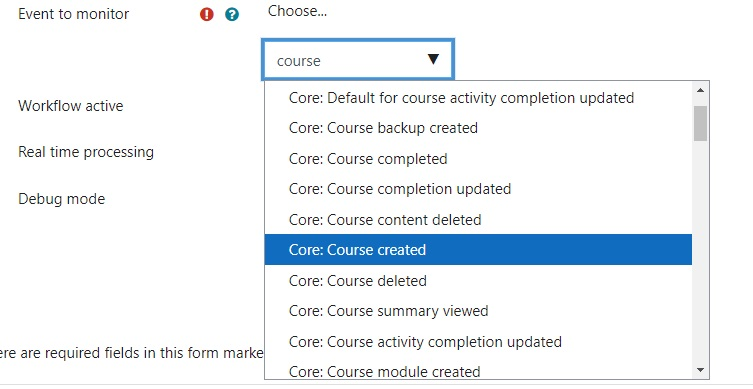 Event to monitor
Choose...
course
Core: Default for course activity completion updated
Core: Course backup created
Workflow active
Core: Course completed
Real time processing
Core: Course completion updated
Debug mode
Core: Course content deleted
Core: Course created
Core: Course deleted
Core: Course summary viewed
Core: Course activity completion updated
ere are required fields in this form marke
Core: Course module created